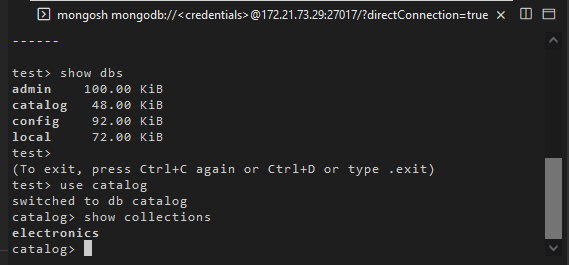 mongosh mongodb://<credentials>@172.21.73.29:27017/?directConnection=true
------
test> show dbs
admin    100.00 KiB
catalog   48.00 KiB
config    92.00 KiB
local     72.00 KiB
test>
(To exit, press Ctrl+C again or Ctrl+D or type .exit)
test> use catalog
switched to db catalog
catalog> show collections
electronics
catalog>